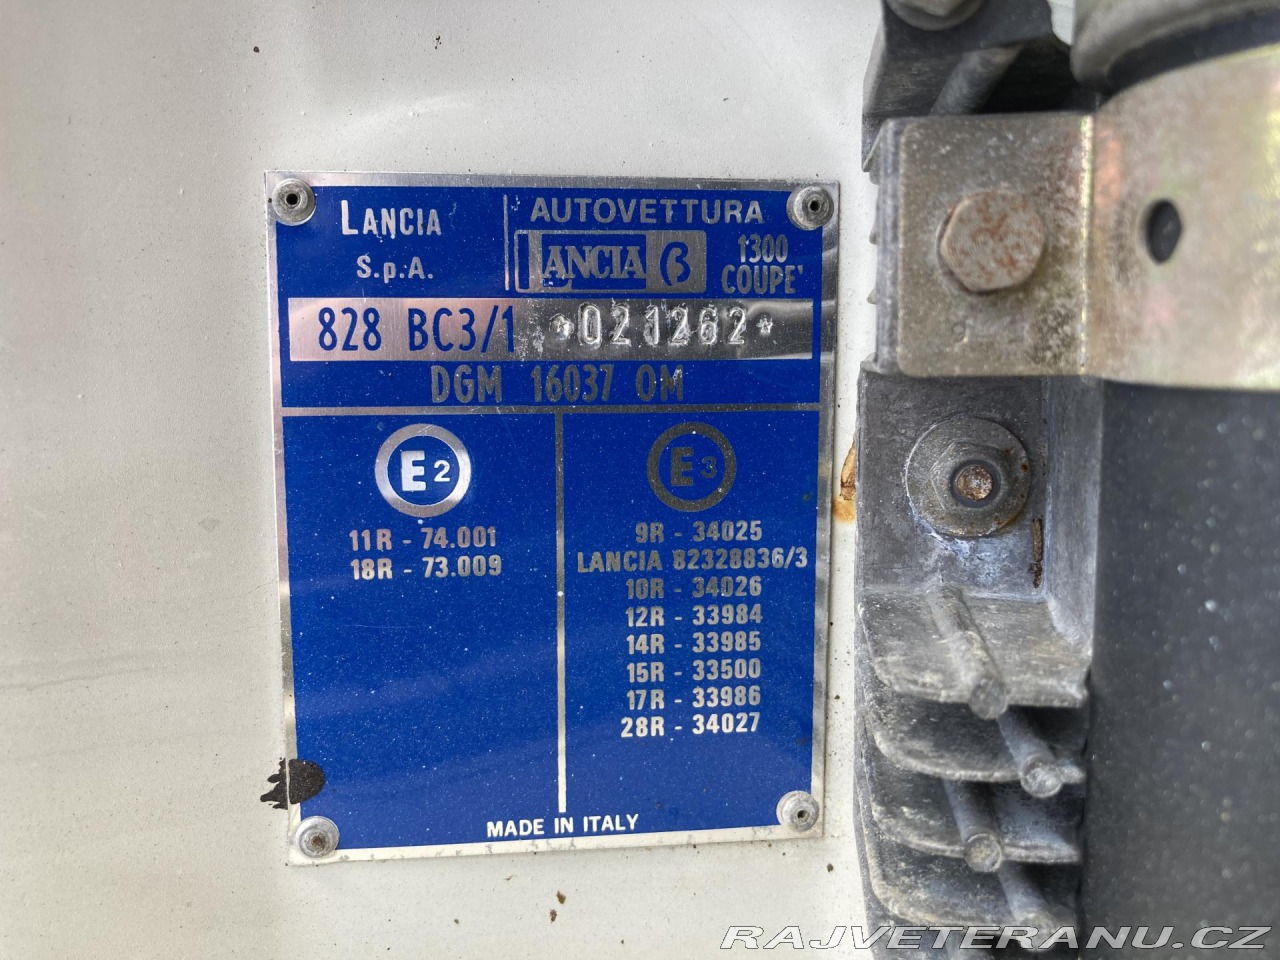 LANCIA
S.p.A.
AUTOVETTURA
LANCIA β
1300
COUPE'
828 BC3/1 *021262*
DGM 16037 OM
E2
11R - 74.001
18R - 73.009
E3
9R - 34025
LANCIA 82328836/3
10R - 34026
12R - 33984
14R - 33985
15R - 33500
17R - 33986
28R - 34027
MADE IN ITALY
RAJVETERANU.CZ